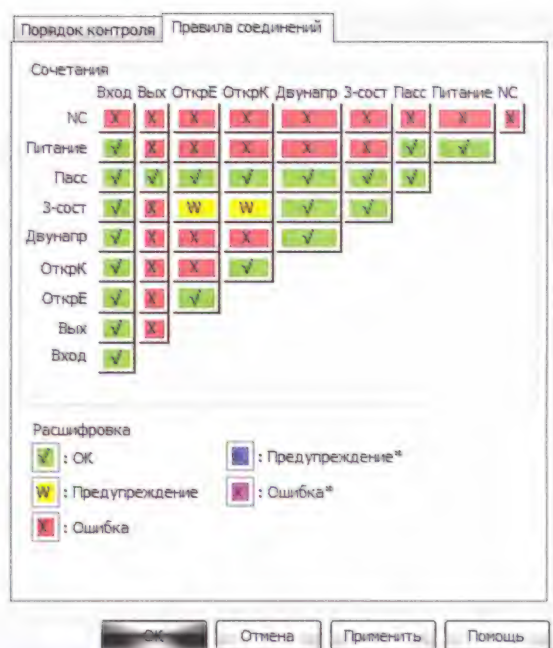 Порядок контроля Правила соединений
Сочетания
Вход Вых ОткрЕ ОткрК Двунапр 3-сост Пасс Питание NC
NC X X X X X X X X X
Питание √ X X X X X √ √
Пасс √ √ √ √ √ √ √
3-сост √ X W W √ √
Двунапр √ X X X √
ОткрК √ X X √
ОткрЕ √ X √
Вых √ X
Вход √
Расшифровка
√ : ОК
: Предупреждение*
W : Предупреждение
X : Ошибка*
X : Ошибка
ОК Отмена Применить Помощь